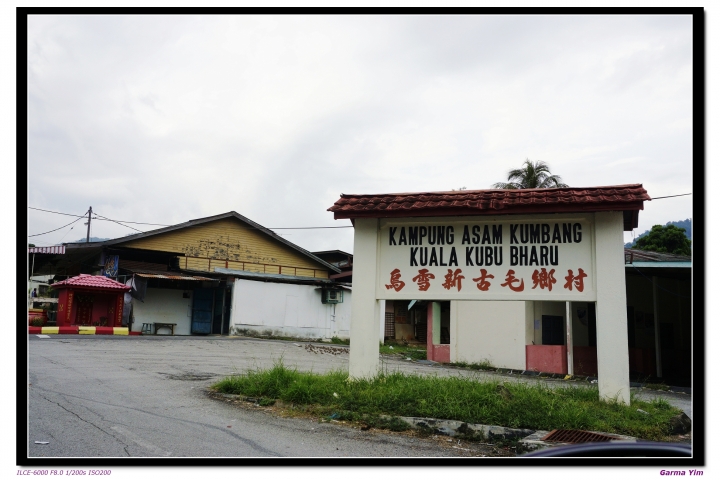 KAMPUNG ASAM KUMBANG
KUALA KUBU BHARU
烏雪新古毛鄉村
ILCE-6000 F8.0 1/200s ISO200
Garma Yim